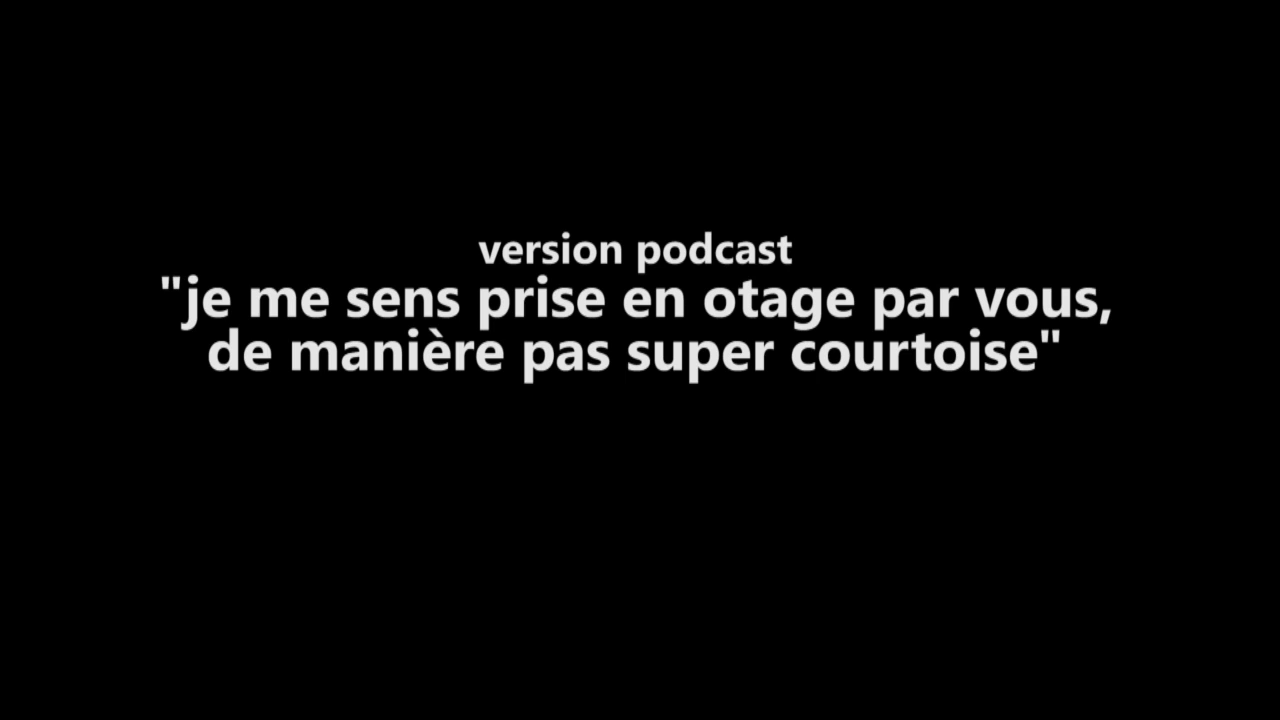 version podcast
"je me sens prise en otage par vous,
de manière pas super courtoise"